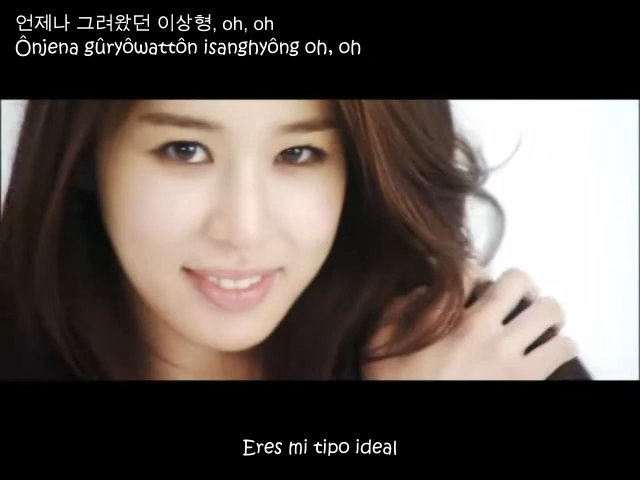 언제나 그려왔던 이상형, oh, oh
Ônjena gûryôwattôn isanghyông oh, oh
Eres mi tipo ideal